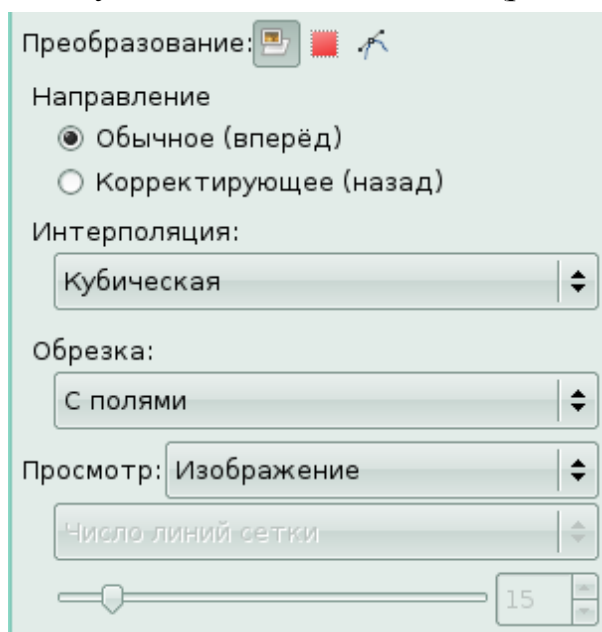 Преобразование:
Направление
Обычное (вперёд)
Корректирующее (назад)
Интерполяция:
Кубическая
Обрезка:
С полями
Просмотр: Изображение
Число линий сетки
15